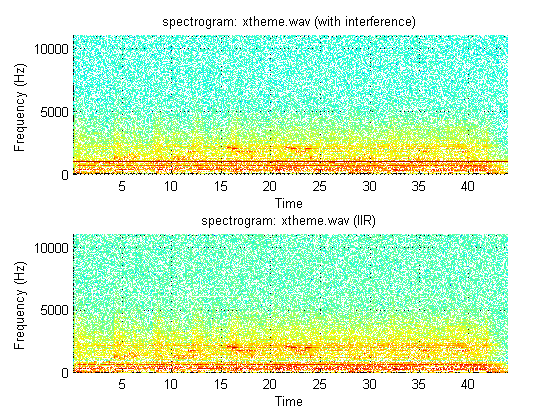 spectrogram: xtheme.wav (with interference)
10000
5000
0
Frequency (Hz)
5 10 15 20 25 30 35 40
Time
spectrogram: xtheme.wav (IIR)
10000
5000
0
Frequency (Hz)
5 10 15 20 25 30 35 40
Time